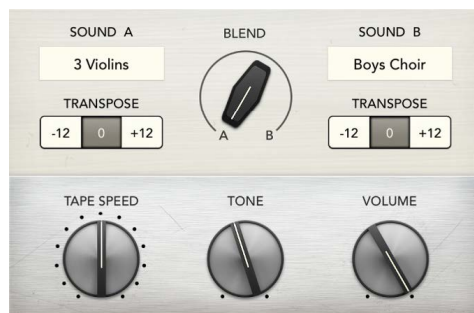 SOUND A
BLEND
SOUND B
3 Violins
Boys Choir
TRANSPOSE
TRANSPOSE
-12 0 +12
A B
-12 0 +12
TAPE SPEED
TONE
VOLUME